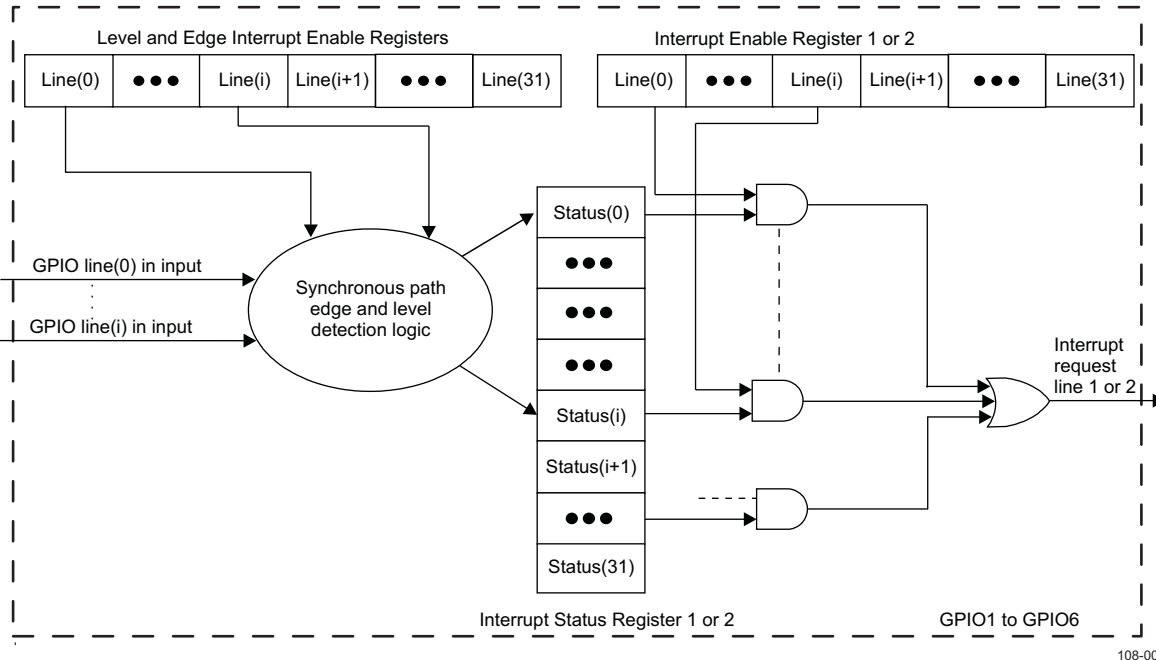 Level and Edge Interrupt Enable Registers
Interrupt Enable Register 1 or 2
Line(0) ●●● Line(i) Line(i+1) ●●● Line(31)
Line(0) ●●● Line(i) Line(i+1) ●●● Line(31)
GPIO line(0) in input
GPIO line(i) in input
Synchronous path
edge and level
detection logic
Status(0)
●●●
●●●
●●●
Status(i)
Status(i+1)
●●●
Status(31)
Interrupt
request
line 1 or 2
Interrupt Status Register 1 or 2
GPIO1 to GPIO6
108-00